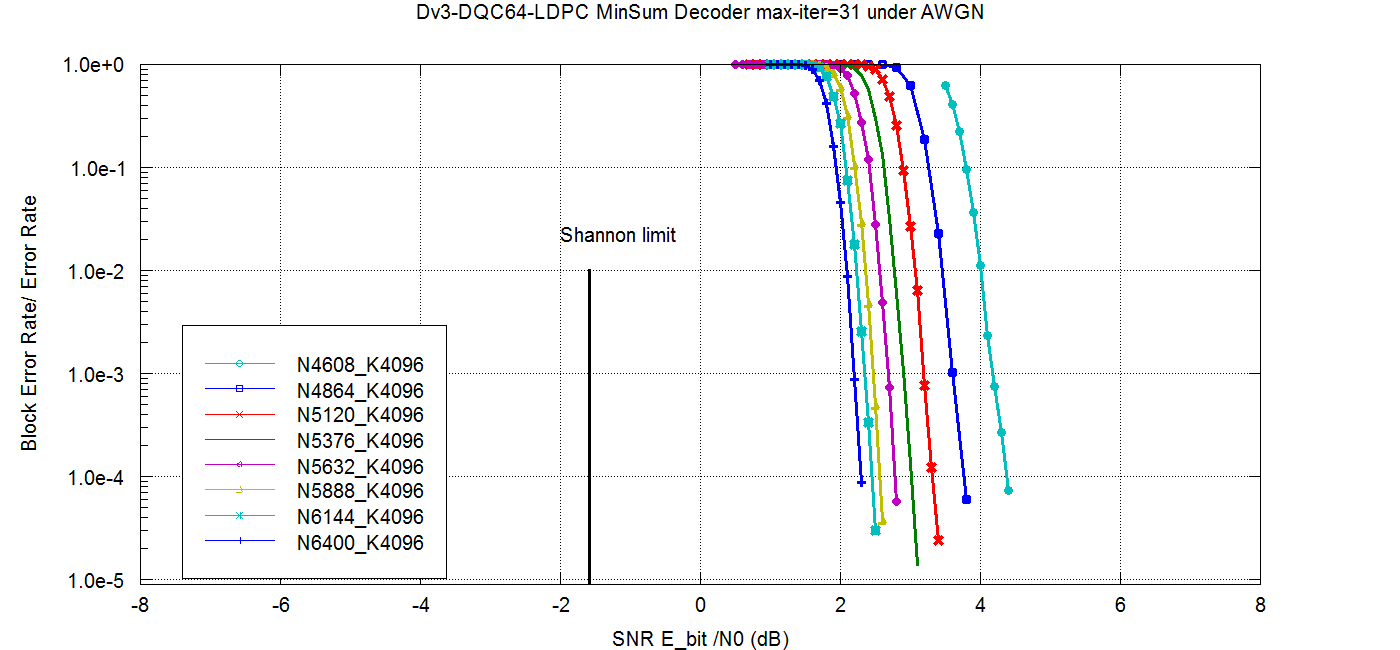 Dv3-DQC64-LDPC MinSum Decoder max-iter=31 under AWGN
1.0e+0
1.0e-1
1.0e-2
1.0e-3
1.0e-4
1.0e-5
Block Error Rate/ Error Rate
Shannon limit
N4608_K4096
N4864_K4096
N5120_K4096
N5376_K4096
N5632_K4096
N5888_K4096
N6144_K4096
N6400_K4096
-8 -6 -4 -2 0 2 4 6 8
SNR E_bit /N0 (dB)